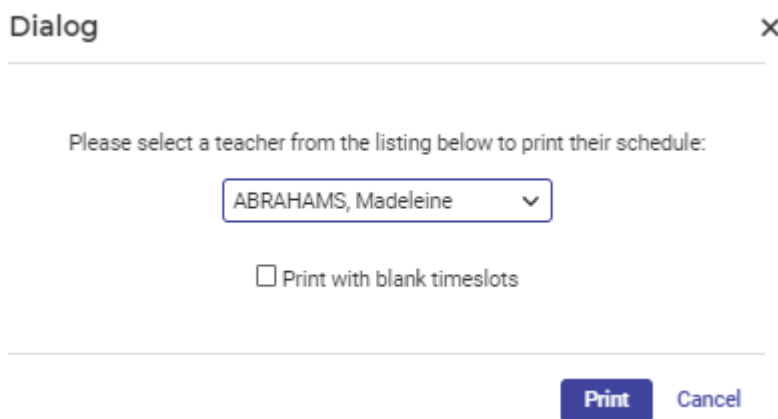 Dialog
Please select a teacher from the listing below to print their schedule:
ABRAHAMS, Madeleine
Print with blank timeslots
Print Cancel